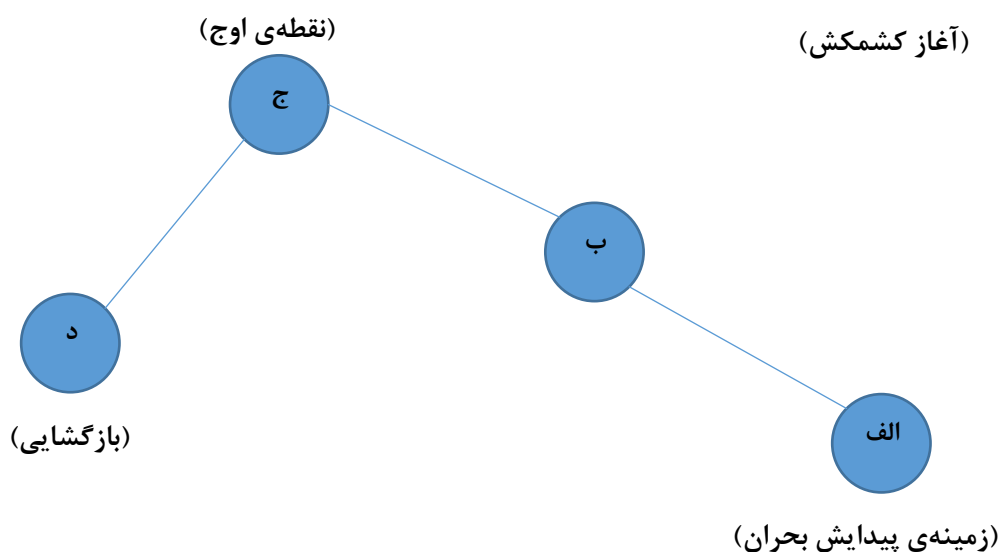 (نقطه‌ی اوج)
(آغاز کشمکش)
ج
ب
د
الف
(بازگشایی)
(زمینه‌ی پیدایش بحران)